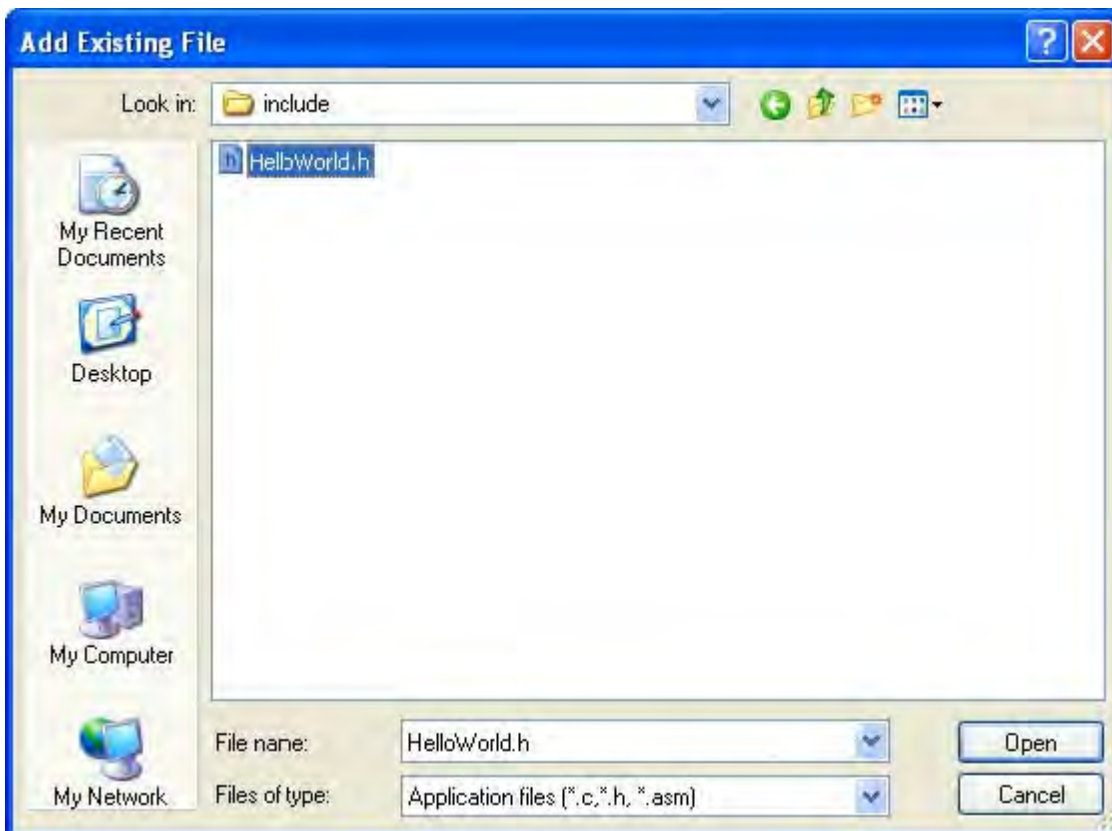 Add Existing File
Look in:
include
HelloWorld.h
My Recent
Documents
Desktop
My Documents
My Computer
My Network
File name:
HelloWorld.h
Open
Files of type:
Application files (*.c,*.h, *.asm)
Cancel